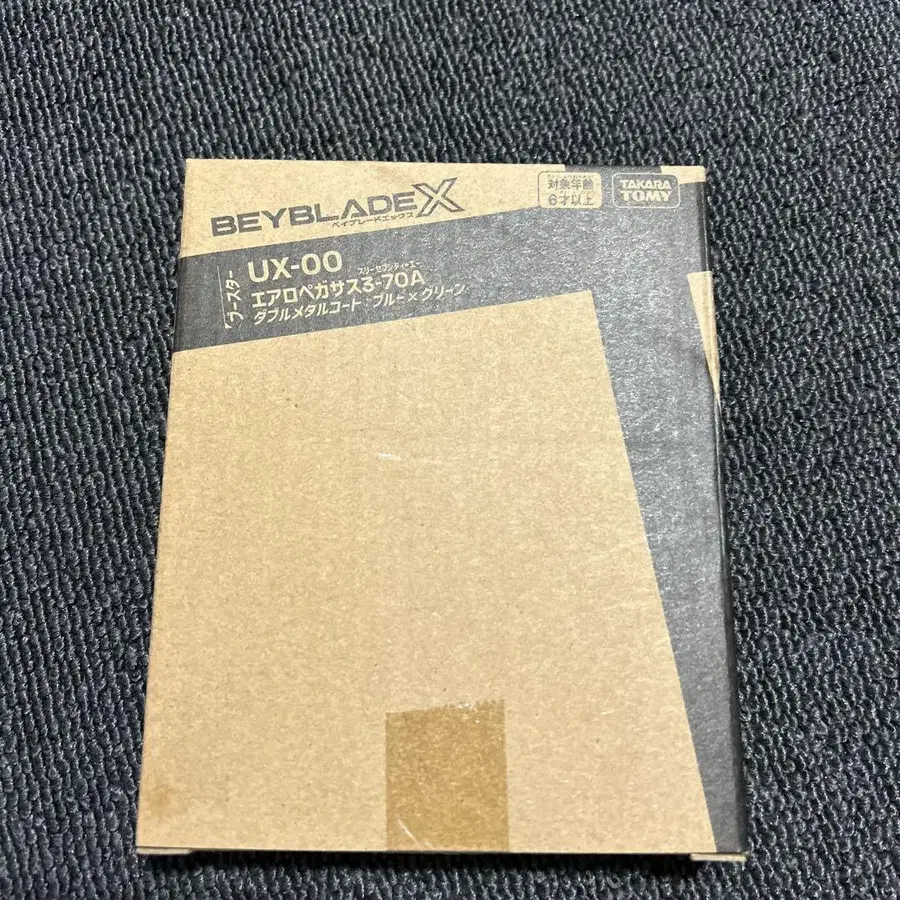 BEYBLADE X
ベイブレードエックス
対象年齢
6才以上
TAKARA
TOMY
ブースター
UX-00
スリーセブンティエー
エアロペガサス3-70A
ダブルメタルコート:ブルー×グリーン